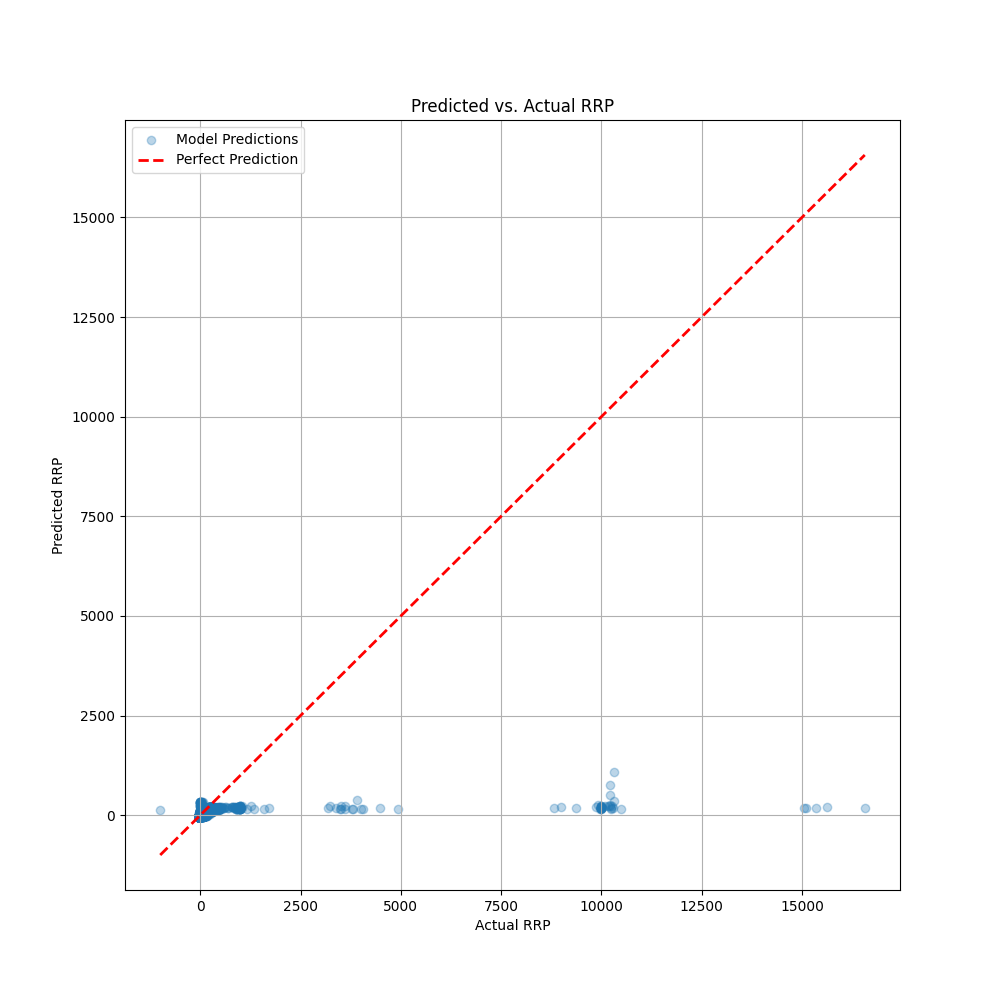 Predicted vs. Actual RRP
Model Predictions
Perfect Prediction
15000
12500
10000
7500
5000
2500
0
Predicted RRP
0 2500 5000 7500 10000 12500 15000
Actual RRP